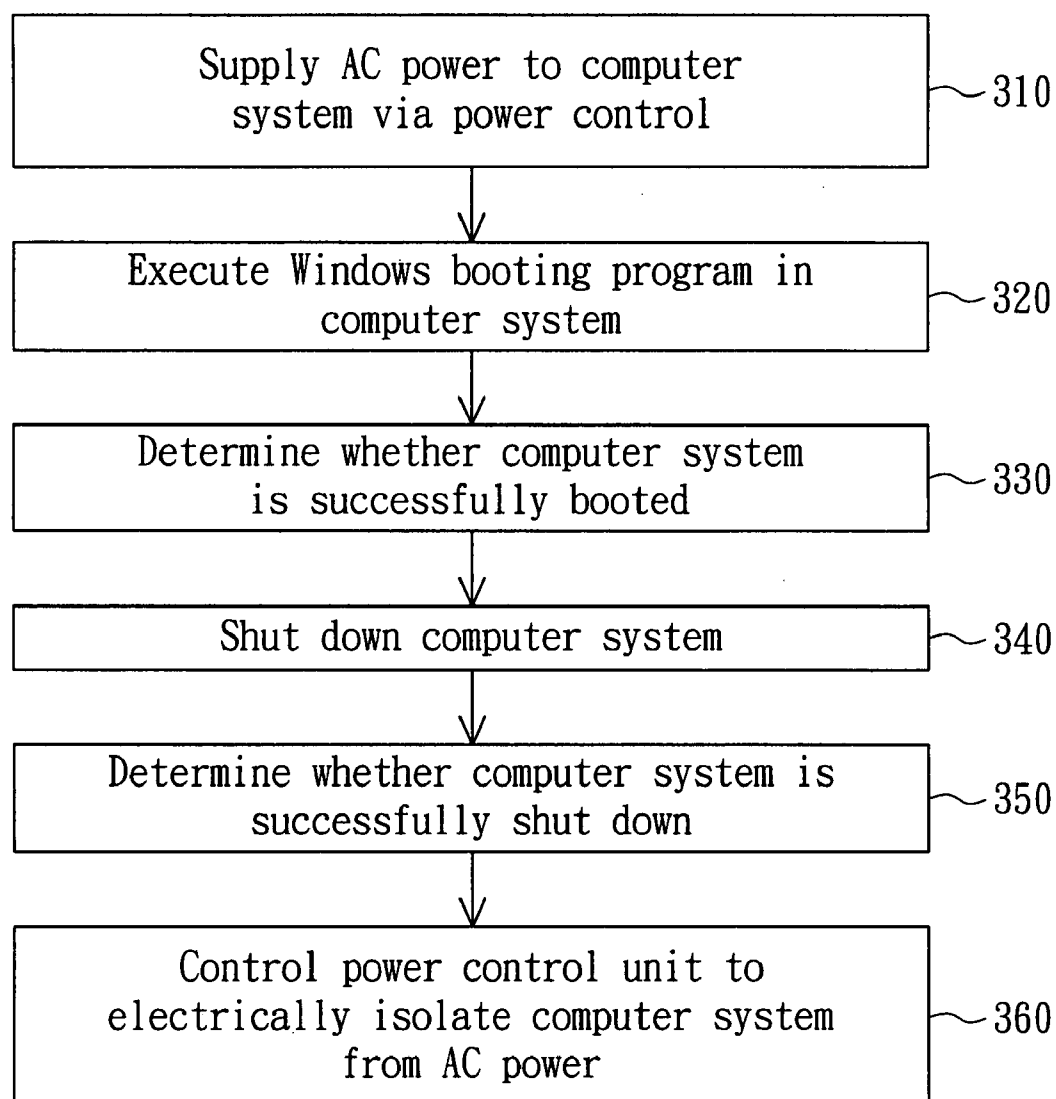 Supply AC power to computer
system via power control
310
Execute Windows booting program in
computer system
320
Determine whether computer system
is successfully booted
330
Shut down computer system
340
Determine whether computer system is
successfully shut down
350
Control power control unit to
electrically isolate computer system
from AC power
360